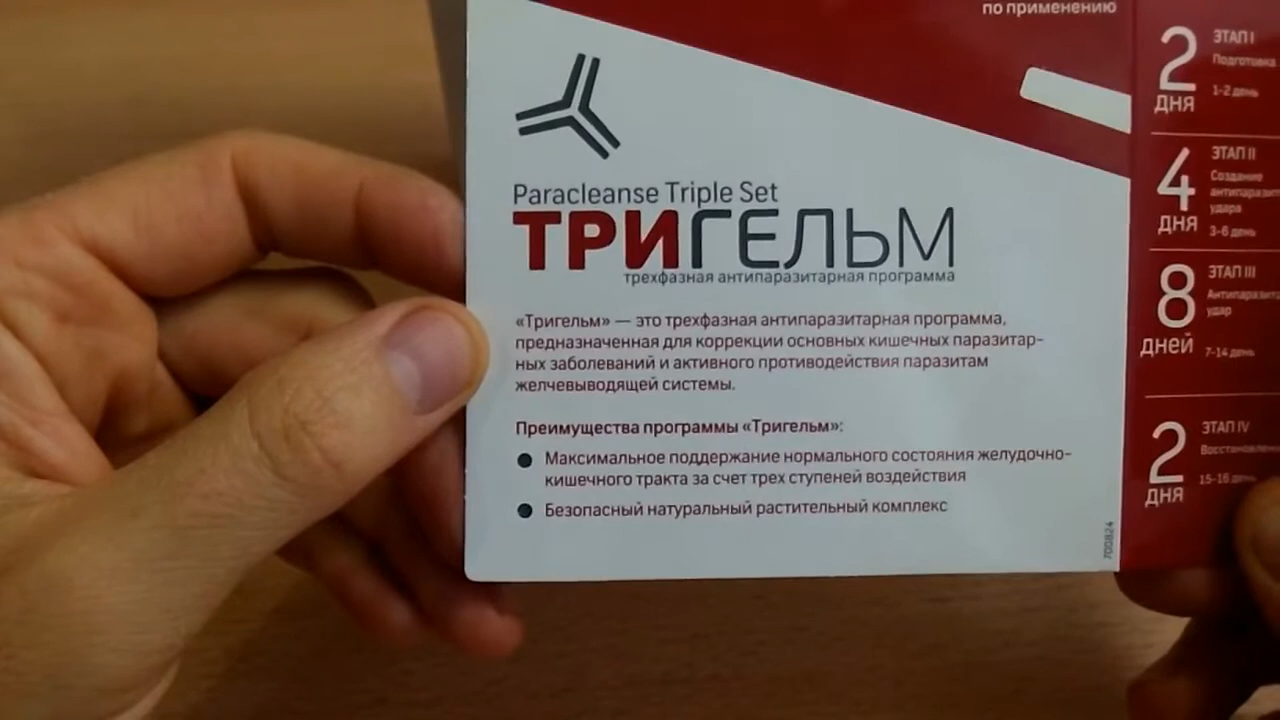 по применению
Paracleanse Triple Set
ТРИГЕЛЬМ
трехфазная антипаразитарная программа
«Тригельм» — это трехфазная антипаразитарная программа,
предназначенная для коррекции основных кишечных паразитар-
ных заболеваний и активного противодействия паразитам
желчевыводящей системы.
Преимущества программы «Тригельм»:
● Максимальное поддержание нормального состояния желудочно-
кишечного тракта за счет трех ступеней воздействия
● Безопасный натуральный растительный комплекс
700824
2
ДНЯ
ЭТАП I
Подготовка
1-2 день
4
ДНЯ
ЭТАП II
Создание
антипаразит
удара
3-6 день
8
ДНЕЙ
ЭТАП III
Антипаразита
удар
7-14 день
2
ДНЯ
ЭТАП IV
Восстановлен
15-16 день